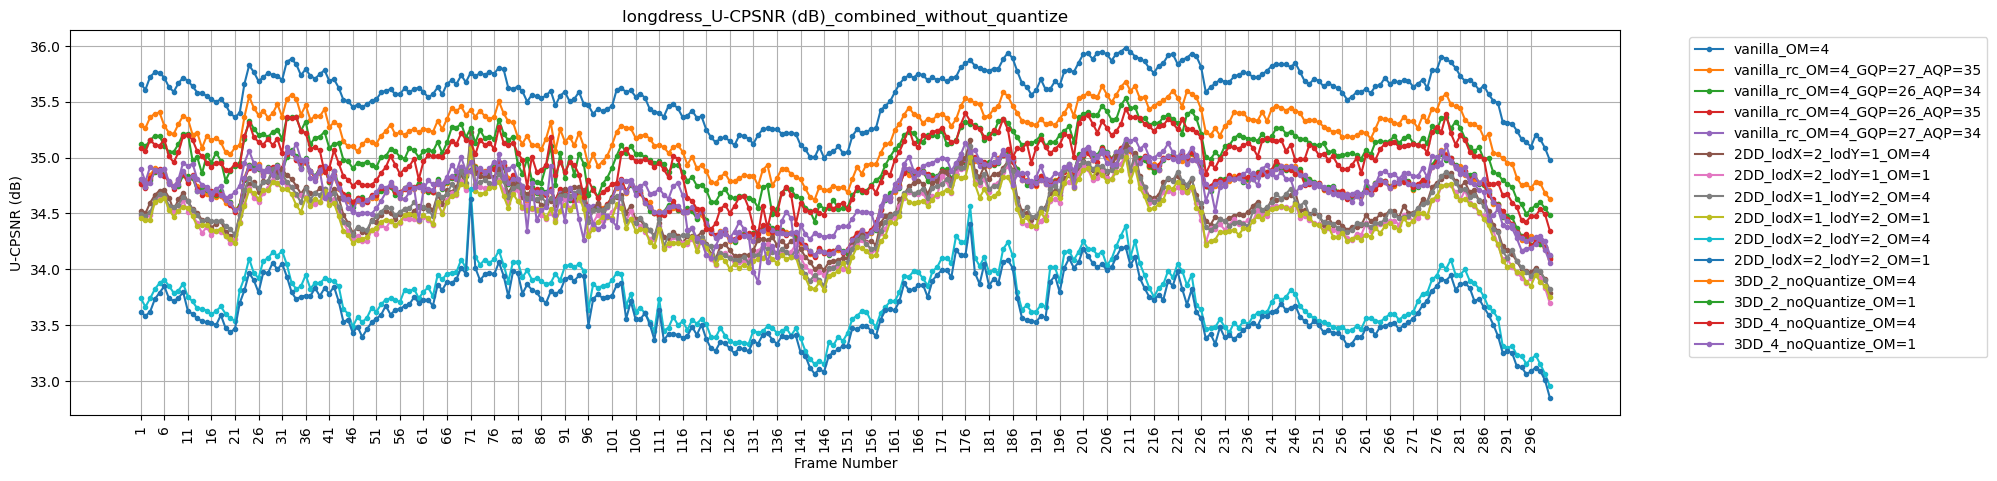 longdress_U-CPSNR (dB)_combined_without_quantize
U-CPSNR (dB)
36.0
35.5
35.0
34.5
34.0
33.5
33.0
1 6 11 16 21 26 31 36 41 46 51 56 61 66 71 76 81 86 91 96 101 106 111 116 121 126 131 136 141 146 151 156 161 166 171 176 181 186 191 196 201 206 211 216 221 226 231 236 241 246 251 256 261 266 271 276 281 286 291 296
Frame Number
vanilla_OM=4
vanilla_rc_OM=4_GQP=27_AQP=35
vanilla_rc_OM=4_GQP=26_AQP=34
vanilla_rc_OM=4_GQP=26_AQP=35
vanilla_rc_OM=4_GQP=27_AQP=34
2DD_lodX=2_lodY=1_OM=4
2DD_lodX=2_lodY=1_OM=1
2DD_lodX=1_lodY=2_OM=4
2DD_lodX=1_lodY=2_OM=1
2DD_lodX=2_lodY=2_OM=4
2DD_lodX=2_lodY=2_OM=1
3DD_2_noQuantize_OM=4
3DD_2_noQuantize_OM=1
3DD_4_noQuantize_OM=4
3DD_4_noQuantize_OM=1